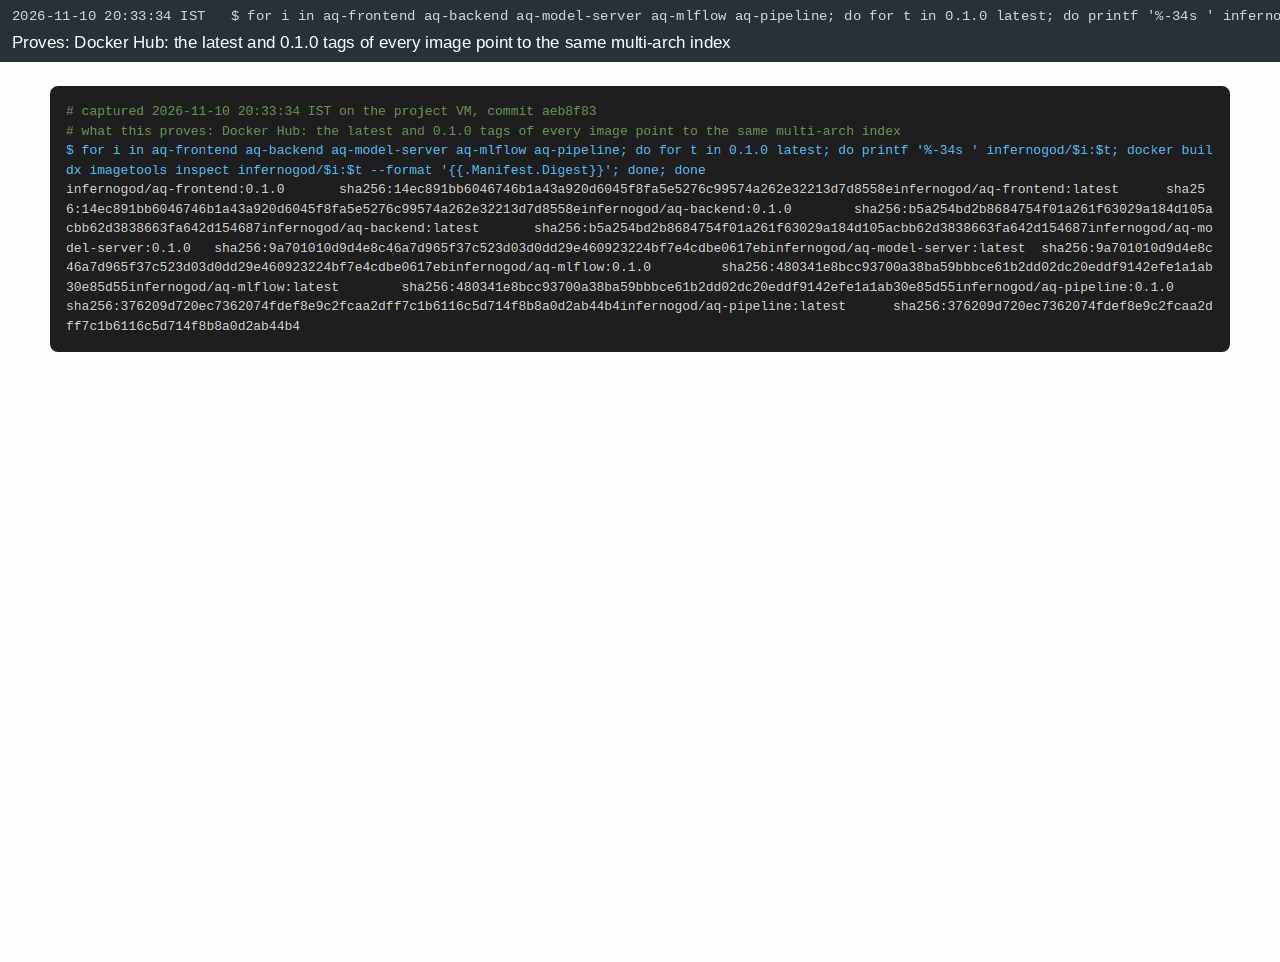 2026-11-10 20:33:34 IST   $ for i in aq-frontend aq-backend aq-model-server aq-mlflow aq-pipeline; do for t in 0.1.0 latest; do printf '%-34s ' inferno
Proves: Docker Hub: the latest and 0.1.0 tags of every image point to the same multi-arch index
# captured 2026-11-10 20:33:34 IST on the project VM, commit aeb8f83
# what this proves: Docker Hub: the latest and 0.1.0 tags of every image point to the same multi-arch index
$ for i in aq-frontend aq-backend aq-model-server aq-mlflow aq-pipeline; do for t in 0.1.0 latest; do printf '%-34s ' infernogod/$i:$t; docker buil
dx imagetools inspect infernogod/$i:$t --format '{{.Manifest.Digest}}'; done; done
infernogod/aq-frontend:0.1.0       sha256:14ec891bb6046746b1a43a920d6045f8fa5e5276c99574a262e32213d7d8558einfernogod/aq-frontend:latest      sha25
6:14ec891bb6046746b1a43a920d6045f8fa5e5276c99574a262e32213d7d8558einfernogod/aq-backend:0.1.0        sha256:b5a254bd2b8684754f01a261f63029a184d105a
cbb62d3838663fa642d154687infernogod/aq-backend:latest       sha256:b5a254bd2b8684754f01a261f63029a184d105acbb62d3838663fa642d154687infernogod/aq-mo
del-server:0.1.0   sha256:9a701010d9d4e8c46a7d965f37c523d03d0dd29e460923224bf7e4cdbe0617ebinfernogod/aq-model-server:latest  sha256:9a701010d9d4e8c
46a7d965f37c523d03d0dd29e460923224bf7e4cdbe0617ebinfernogod/aq-mlflow:0.1.0         sha256:480341e8bcc93700a38ba59bbbce61b2dd02dc20eddf9142efe1a1ab
30e85d55infernogod/aq-mlflow:latest        sha256:480341e8bcc93700a38ba59bbbce61b2dd02dc20eddf9142efe1a1ab30e85d55infernogod/aq-pipeline:0.1.0
sha256:376209d720ec7362074fdef8e9c2fcaa2dff7c1b6116c5d714f8b8a0d2ab44b4infernogod/aq-pipeline:latest      sha256:376209d720ec7362074fdef8e9c2fcaa2d
ff7c1b6116c5d714f8b8a0d2ab44b4